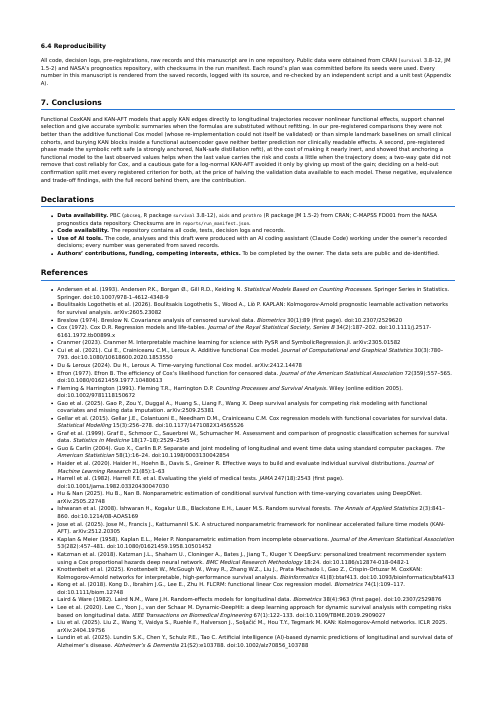 6.4 Reproducibility
All code, decision logs, pre-registrations, raw records and this manuscript are in one repository. Public data were obtained from CRAN (survival 3.8-12, JM
1.5-2) and NASA's prognostics repository, with checksums in the run manifest. Each round's plan was committed before its seeds were used. Every
number in this manuscript is rendered from the saved records, logged with its source, and re-checked by an independent script and a unit test (Appendix
A).
7. Conclusions
Functional CoxKAN and KAN-AFT models that apply KAN edges directly to longitudinal trajectories recover nonlinear functional effects, support channel
selection and give accurate symbolic summaries when the formulas are substituted without refitting. In our pre-registered comparisons they were not
better than the additive functional Cox model (whose re-implementation could not itself be validated) or than simple landmark baselines on small clinical
cohorts, and burying KAN blocks inside a functional autoencoder gave neither better prediction nor clinically readable effects. A second, pre-registered
phase made the symbolic refit safe (a strongly anchored, NaN-safe distillation refit), at the cost of making it nearly inert, and showed that anchoring a
functional model to the last observed values helps when the last value carries the risk and costs a little when the trajectory does; a two-way gate did not
remove that cost reliably for Cox, and a cautious gate for a log-normal KAN-AFT avoided it only by giving up most of the gain; deciding on a held-out
confirmation split met every registered criterion for both, at the price of halving the validation data available to each model. These negative, equivalence
and trade-off findings, with the full record behind them, are the contribution.
Declarations
• Data availability. PBC (pbcseq, R package survival 3.8-12), aids and prothro (R package JM 1.5-2) from CRAN; C-MAPSS FD001 from the NASA
prognostics data repository. Checksums are in reports/run_manifest.json.
• Code availability. The repository contains all code, tests, decision logs and records.
• Use of AI tools. The code, analyses and this draft were produced with an AI coding assistant (Claude Code) working under the owner's recorded
decisions; every number was generated from saved records.
• Authors' contributions, funding, competing interests, ethics. To be completed by the owner. The data sets are public and de-identified.
References
• Andersen et al. (1993). Andersen P.K., Borgan Ø., Gill R.D., Keiding N. Statistical Models Based on Counting Processes. Springer Series in Statistics.
Springer. doi:10.1007/978-1-4612-4348-9
• Boulitsakis Logothetis et al. (2026). Boulitsakis Logothetis S., Wood A., Liò P. KAPLAN: Kolmogorov-Arnold prognostic learnable activation networks
for survival analysis. arXiv:2605.23082
• Breslow (1974). Breslow N. Covariance analysis of censored survival data. Biometrics 30(1):89 (first page). doi:10.2307/2529620
• Cox (1972). Cox D.R. Regression models and life-tables. Journal of the Royal Statistical Society, Series B 34(2):187–202. doi:10.1111/j.2517-
6161.1972.tb00899.x
• Cranmer (2023). Cranmer M. Interpretable machine learning for science with PySR and SymbolicRegression.jl. arXiv:2305.01582
• Cui et al. (2021). Cui E., Crainiceanu C.M., Leroux A. Additive functional Cox model. Journal of Computational and Graphical Statistics 30(3):780–
793. doi:10.1080/10618600.2020.1853550
• Du & Leroux (2024). Du H., Leroux A. Time-varying functional Cox model. arXiv:2412.14478
• Efron (1977). Efron B. The efficiency of Cox's likelihood function for censored data. Journal of the American Statistical Association 72(359):557–565.
doi:10.1080/01621459.1977.10480613
• Fleming & Harrington (1991). Fleming T.R., Harrington D.P. Counting Processes and Survival Analysis. Wiley (online edition 2005).
doi:10.1002/9781118150672
• Gao et al. (2025). Gao P., Zou Y., Duggal A., Huang S., Liang F., Wang X. Deep survival analysis for competing risk modeling with functional
covariates and missing data imputation. arXiv:2509.25381
• Gellar et al. (2015). Gellar J.E., Colantuoni E., Needham D.M., Crainiceanu C.M. Cox regression models with functional covariates for survival data.
Statistical Modelling 15(3):256–278. doi:10.1177/1471082X14565526
• Graf et al. (1999). Graf E., Schmoor C., Sauerbrei W., Schumacher M. Assessment and comparison of prognostic classification schemes for survival
data. Statistics in Medicine 18(17–18):2529–2545
• Guo & Carlin (2004). Guo X., Carlin B.P. Separate and joint modeling of longitudinal and event time data using standard computer packages. The
American Statistician 58(1):16–24. doi:10.1198/0003130042854
• Haider et al. (2020). Haider H., Hoehn B., Davis S., Greiner R. Effective ways to build and evaluate individual survival distributions. Journal of
Machine Learning Research 21(85):1–63
• Harrell et al. (1982). Harrell F.E. et al. Evaluating the yield of medical tests. JAMA 247(18):2543 (first page).
doi:10.1001/jama.1982.03320430047030
• Hu & Nan (2025). Hu B., Nan B. Nonparametric estimation of conditional survival function with time-varying covariates using DeepONet.
arXiv:2505.22748
• Ishwaran et al. (2008). Ishwaran H., Kogalur U.B., Blackstone E.H., Lauer M.S. Random survival forests. The Annals of Applied Statistics 2(3):841–
860. doi:10.1214/08-AOAS169
• Jose et al. (2025). Jose M., Francis J., Kattumannil S.K. A structured nonparametric framework for nonlinear accelerated failure time models (KAN-
AFT). arXiv:2512.20305
• Kaplan & Meier (1958). Kaplan E.L., Meier P. Nonparametric estimation from incomplete observations. Journal of the American Statistical Association
53(282):457–481. doi:10.1080/01621459.1958.10501452
• Katzman et al. (2018). Katzman J.L., Shaham U., Cloninger A., Bates J., Jiang T., Kluger Y. DeepSurv: personalized treatment recommender system
using a Cox proportional hazards deep neural network. BMC Medical Research Methodology 18:24. doi:10.1186/s12874-018-0482-1
• Knottenbelt et al. (2025). Knottenbelt W., McGough W., Wray R., Zhang W.Z., Liu J., Prata Machado I., Gao Z., Crispin-Ortuzar M. CoxKAN:
Kolmogorov-Arnold networks for interpretable, high-performance survival analysis. Bioinformatics 41(8):btaf413. doi:10.1093/bioinformatics/btaf413
• Kong et al. (2018). Kong D., Ibrahim J.G., Lee E., Zhu H. FLCRM: functional linear Cox regression model. Biometrics 74(1):109–117.
doi:10.1111/biom.12748
• Laird & Ware (1982). Laird N.M., Ware J.H. Random-effects models for longitudinal data. Biometrics 38(4):963 (first page). doi:10.2307/2529876
• Lee et al. (2020). Lee C., Yoon J., van der Schaar M. Dynamic-DeepHit: a deep learning approach for dynamic survival analysis with competing risks
based on longitudinal data. IEEE Transactions on Biomedical Engineering 67(1):122–133. doi:10.1109/TBME.2019.2909027
• Liu et al. (2025). Liu Z., Wang Y., Vaidya S., Ruehle F., Halverson J., Soljačić M., Hou T.Y., Tegmark M. KAN: Kolmogorov-Arnold networks. ICLR 2025.
arXiv:2404.19756
• Lundin et al. (2025). Lundin S.K., Chen Y., Schulz P.E., Tao C. Artificial intelligence (AI)-based dynamic predictions of longitudinal and survival data of
Alzheimer's disease. Alzheimer's & Dementia 21(S2):e103788. doi:10.1002/alz70856_103788